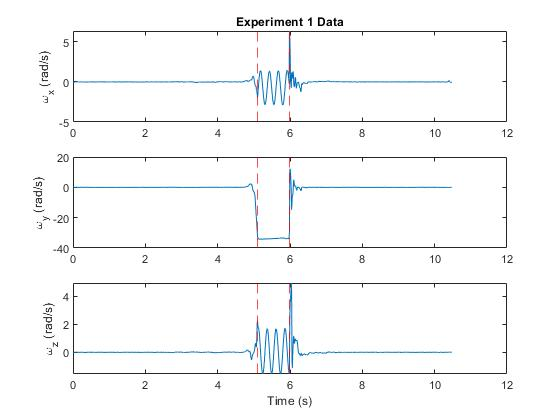 Experiment 1 Data
ω_x (rad/s)
5
0
-5
0 2 4 6 8 10 12
ω_y (rad/s)
20
0
-20
-40
0 2 4 6 8 10 12
ω_z (rad/s)
4
2
0
0 2 4 6 8 10 12
Time (s)